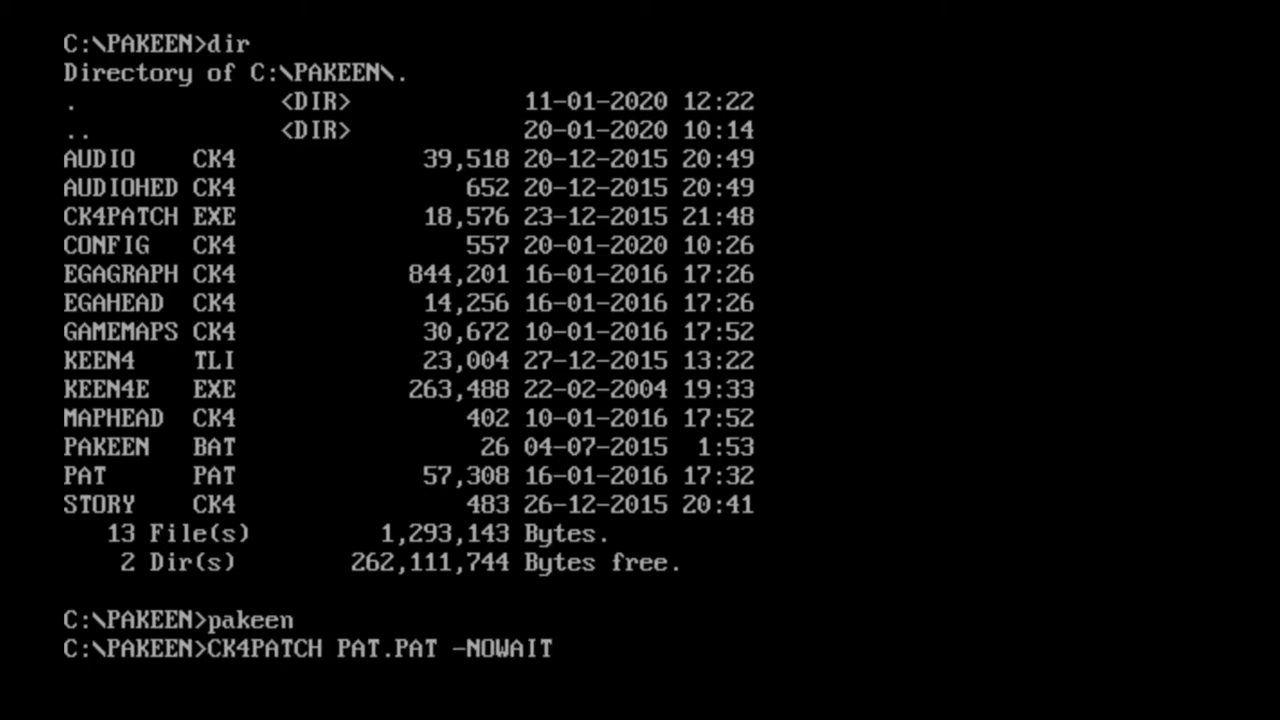 C:\PAKEEN>dir
Directory of C:\PAKEEN\.
.              <DIR>            11-01-2020 12:22
..             <DIR>            20-01-2020 10:14
AUDIO    CK4             39,518 20-12-2015 20:49
AUDIOHED CK4                652 20-12-2015 20:49
CK4PATCH EXE             18,576 23-12-2015 21:48
CONFIG   CK4                557 20-01-2020 10:26
EGAGRAPH CK4            844,201 16-01-2016 17:26
EGAHEAD  CK4             14,256 16-01-2016 17:26
GAMEMAPS CK4             30,672 10-01-2016 17:52
KEEN4    TLI             23,004 27-12-2015 13:22
KEEN4E   EXE            263,488 22-02-2004 19:33
MAPHEAD  CK4                402 10-01-2016 17:52
PAKEEN   BAT                 26 04-07-2015  1:53
PAT      PAT             57,308 16-01-2016 17:32
STORY    CK4                483 26-12-2015 20:41
   13 File(s)         1,293,143 Bytes.
    2 Dir(s)        262,111,744 Bytes free.
C:\PAKEEN>pakeen
C:\PAKEEN>CK4PATCH PAT.PAT -NOWAIT